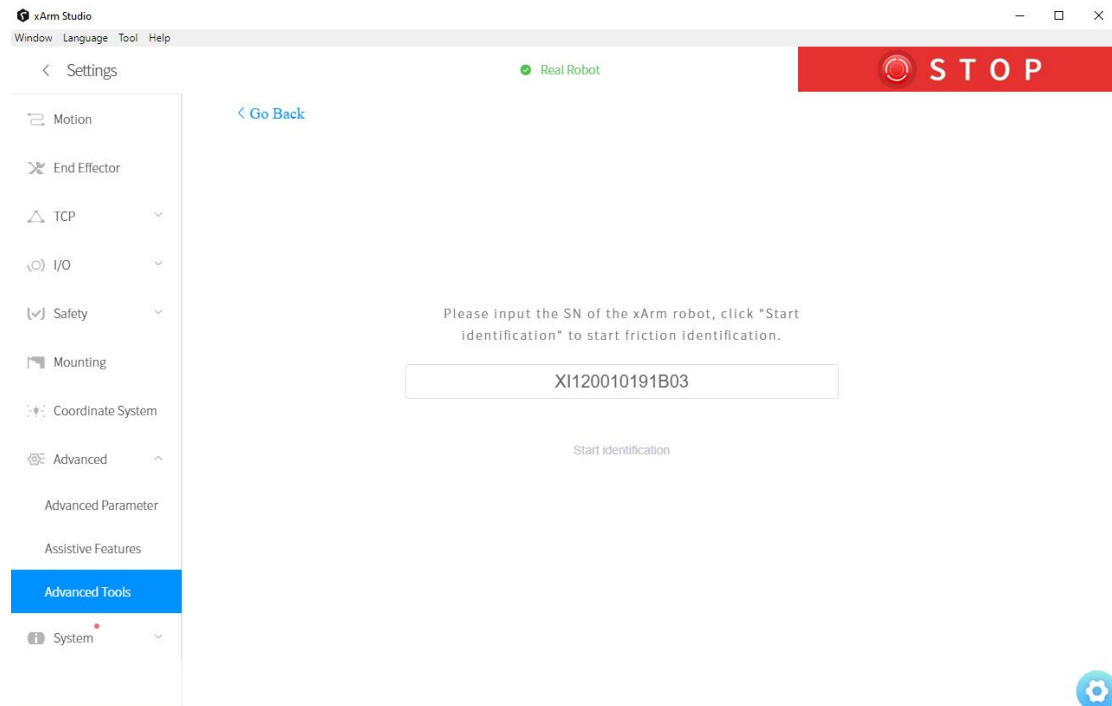 xArm Studio
Window Language Tool Help
Settings
Real Robot
STOP
Motion
Go Back
End Effector
TCP
I/O
Safety
Please input the SN of the xArm robot, click "Start
identification" to start friction identification.
Mounting
XI120010191B03
Coordinate System
Start identification
Advanced
Advanced Parameter
Assistive Features
Advanced Tools
System